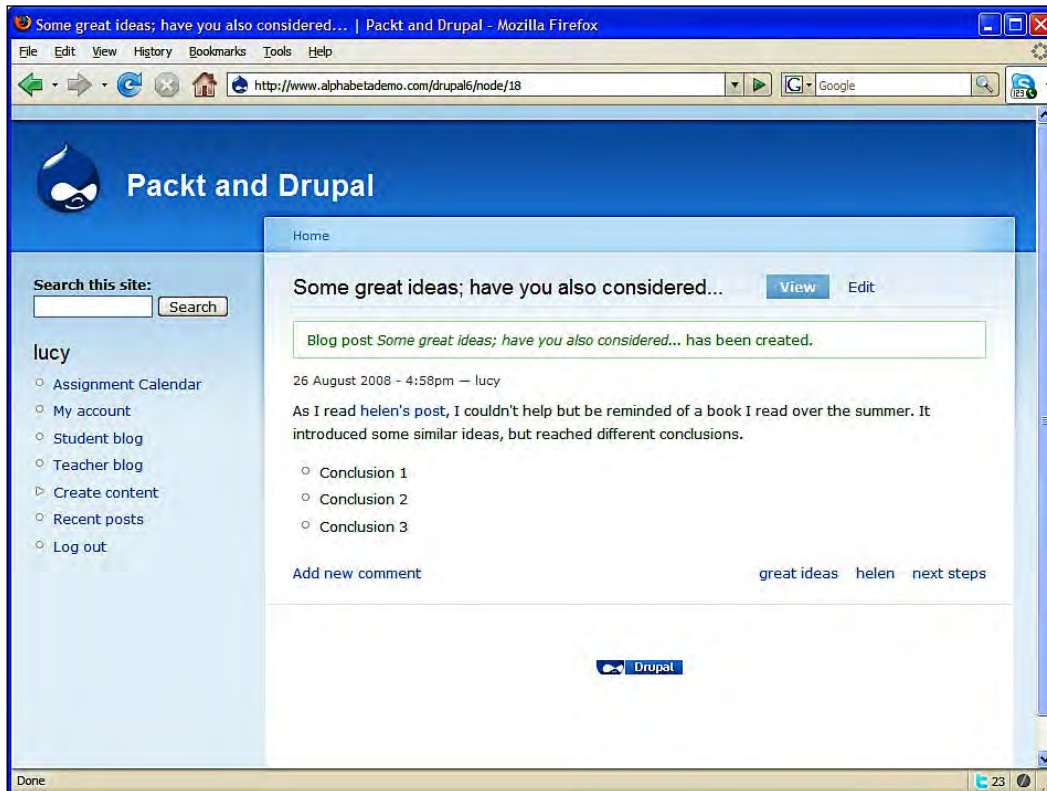 Some great ideas; have you also considered... | Packt and Drupal - Mozilla Firefox
File Edit View History Bookmarks Tools Help
http://www.alphabetademo.com/drupal6/node/18
G Google
123
Packt and Drupal
Home
Search this site:
Search
Some great ideas; have you also considered... View Edit
Blog post Some great ideas; have you also considered... has been created.
lucy
26 August 2008 - 4:58pm — lucy
Assignment Calendar
My account
Student blog
Teacher blog
Create content
Recent posts
Log out
As I read helen's post, I couldn't help but be reminded of a book I read over the summer. It
introduced some similar ideas, but reached different conclusions.
Conclusion 1
Conclusion 2
Conclusion 3
Add new comment great ideas helen next steps
Drupal
Done 23